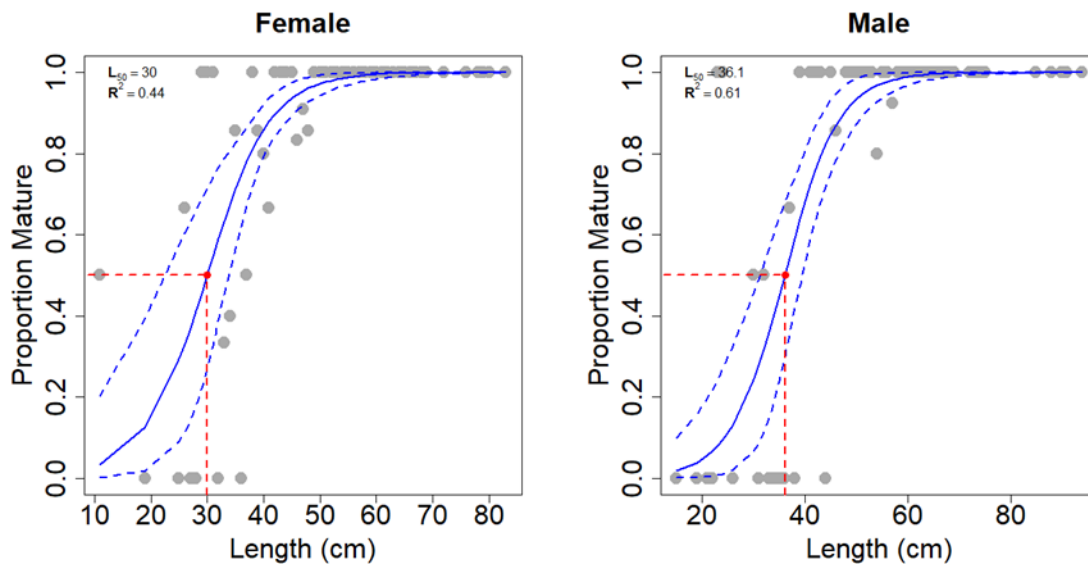 Female
L50 = 30
R2 = 0.44
Proportion Mature
0.0 0.2 0.4 0.6 0.8 1.0
10 20 30 40 50 60 70 80
Length (cm)
Male
L50 = 36.1
R2 = 0.61
Proportion Mature
0.0 0.2 0.4 0.6 0.8 1.0
20 40 60 80
Length (cm)